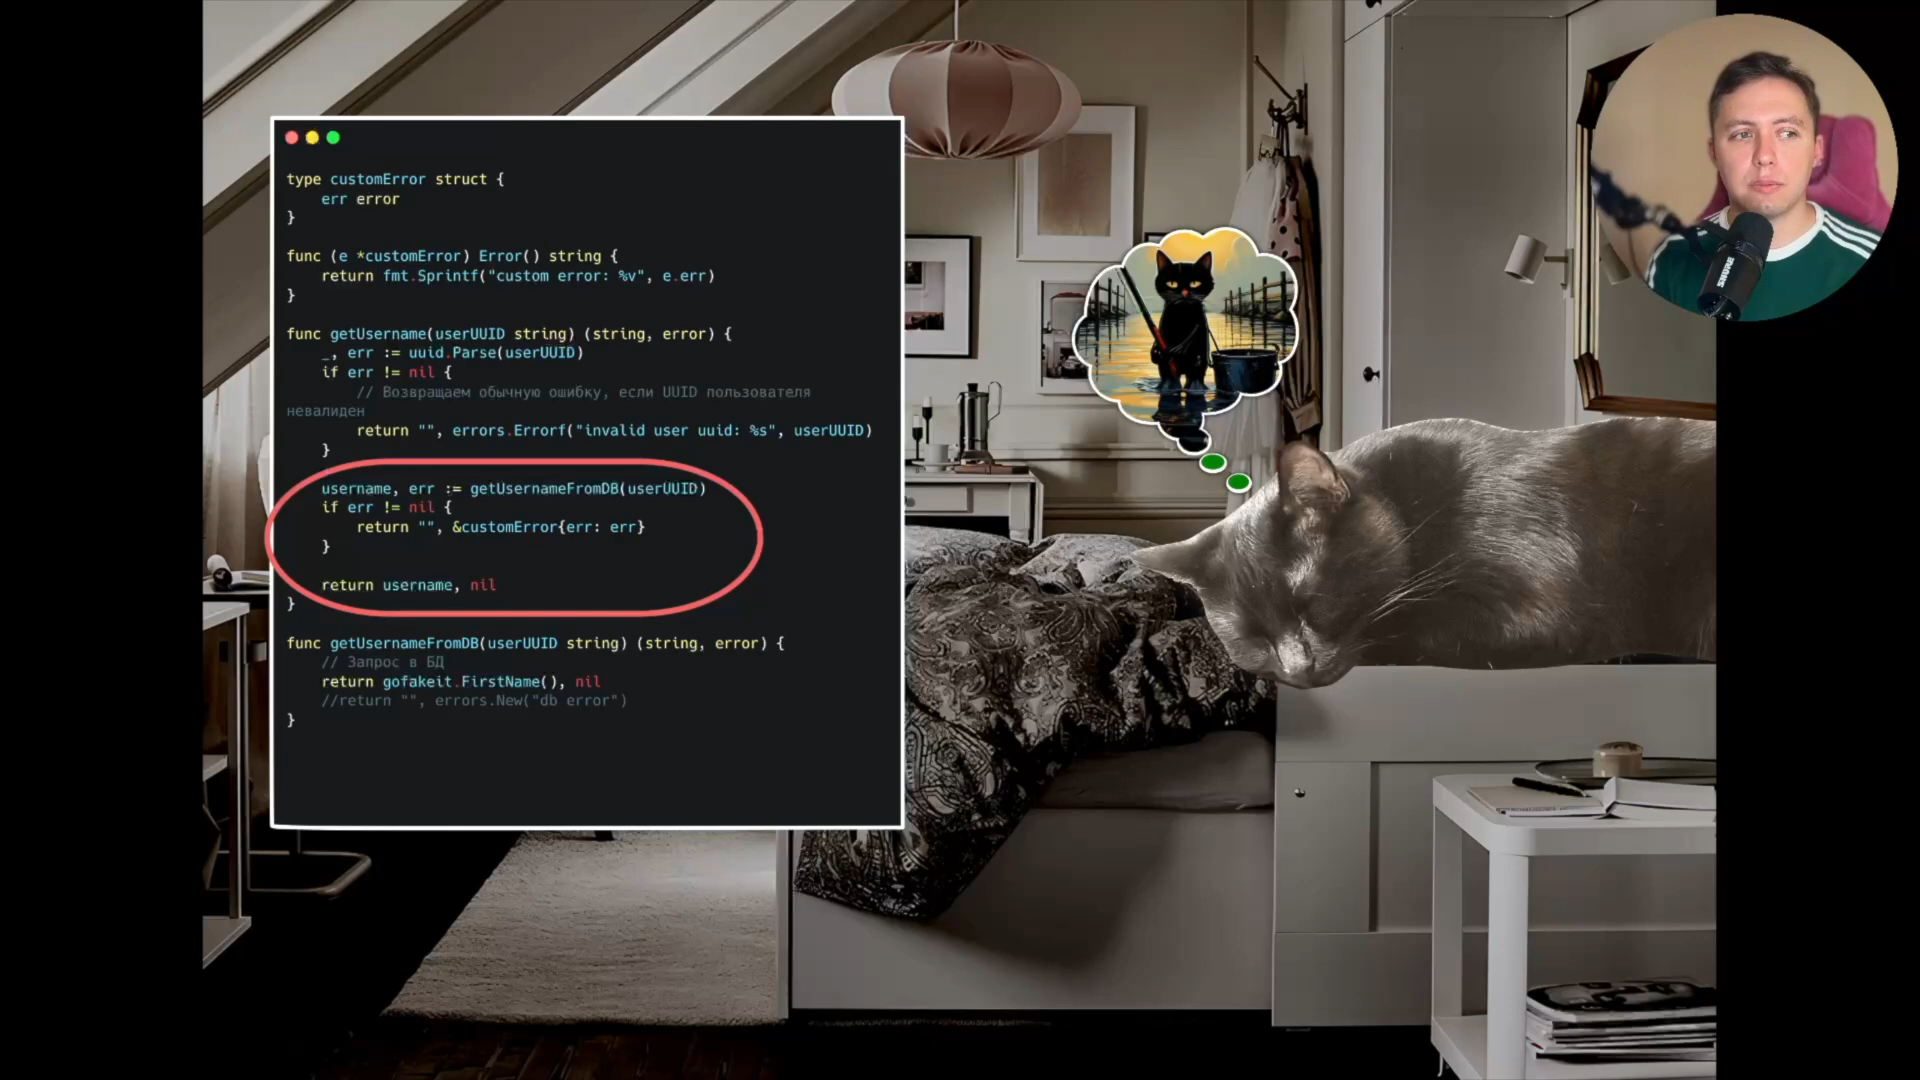 type customError struct {
err error
}
func (e *customError) Error() string {
return fmt.Sprintf("custom error: %v", e.err)
}
func getUsername(userUUID string) (string, error) {
_, err := uuid.Parse(userUUID)
if err != nil {
// Возвращаем обычную ошибку, если UUID пользователя
невалиден
return "", errors.Errorf("invalid user uuid: %s", userUUID)
}
username, err := getUsernameFromDB(userUUID)
if err != nil {
return "", &customError{err: err}
}
return username, nil
}
func getUsernameFromDB(userUUID string) (string, error) {
// Запрос в БД
return gofakeit.FirstName(), nil
//return "", errors.New("db error")
}
SHURE